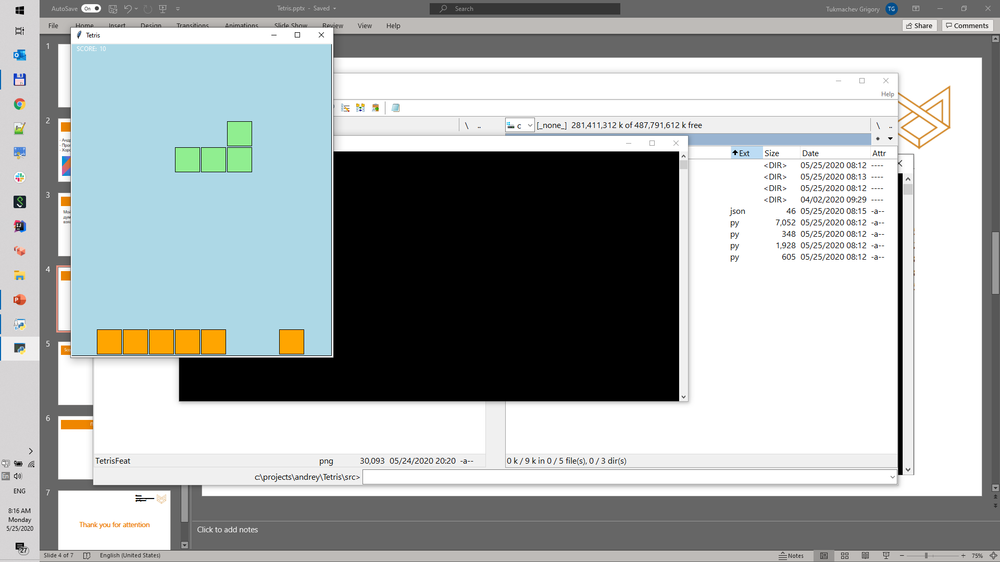 AutoSave On
Tetris.pptx - Saved
Search
Tukmachev Grigory TG
File Home Insert Design Transitions Animations Slide Show Review View Help
Share Comments
Tetris
SCORE: 10
Help
\ ..
c [_none_] 281,411,312 k of 487,791,612 k free \ ..
*
Ext Size Date Attr
<DIR> 05/25/2020 08:12 ----
<DIR> 05/25/2020 08:13 ----
<DIR> 05/25/2020 08:12 ----
<DIR> 04/02/2020 09:29 ----
json 46 05/25/2020 08:15 -a--
py 7,052 05/25/2020 08:12 -a--
py 348 05/25/2020 08:12 -a--
py 1,928 05/25/2020 08:12 -a--
py 605 05/25/2020 08:12 -a--
TetrisFeat png 30,093 05/24/2020 20:20 -a--
0 k / 9 k in 0 / 5 file(s), 0 / 3 dir(s)
c:\projects\andrey\Tetris\src>
1
2
3
4
5
6
7
Thank you for attention
Click to add notes
En
ENG
8:16 AM
Monday
5/25/2020
27
Slide 4 of 7 English (United States) Notes 75%